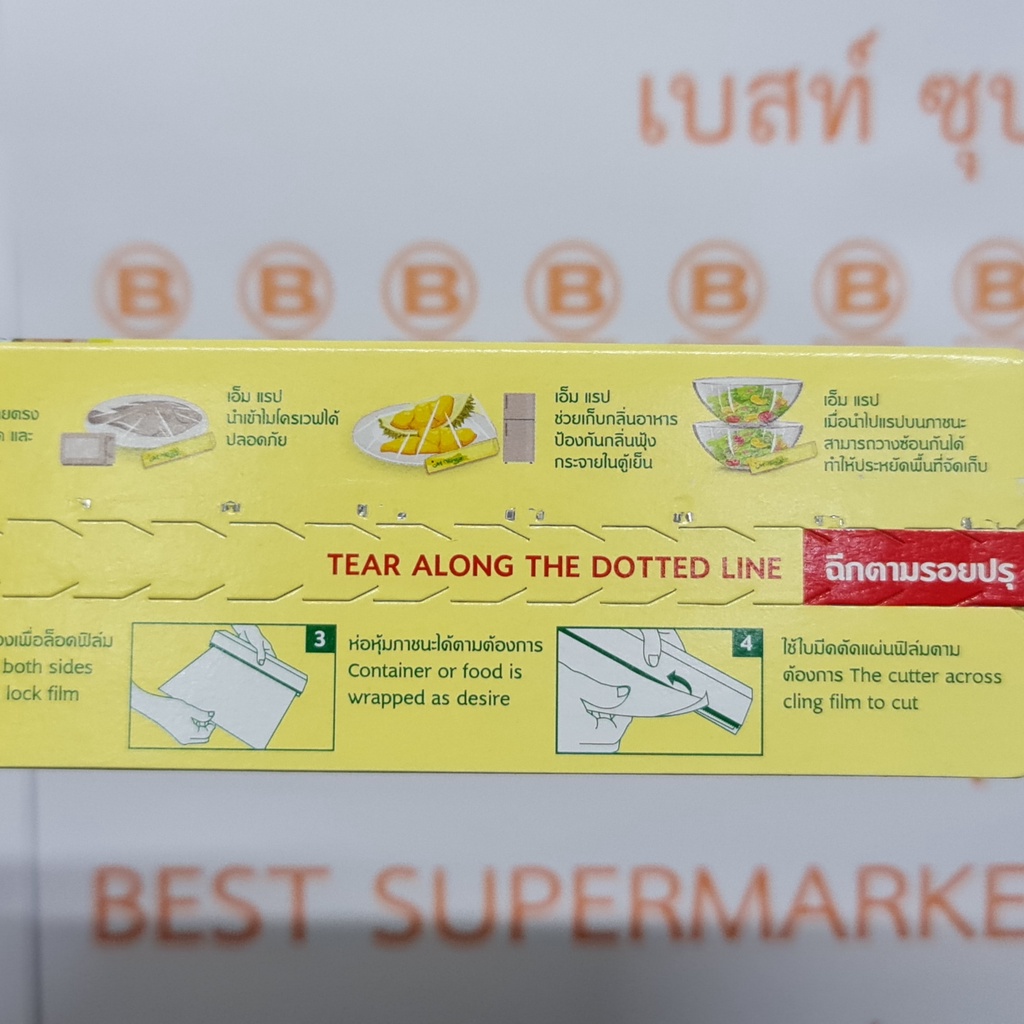 เบสท์ ซุป
B B B B B B B
ยตรง
ด และ
เอ็ม แรป
นำเข้าไมโครเวฟได้
ปลอดภัย
เอ็ม แรป
ช่วยเก็บกลิ่นอาหาร
ป้องกันกลิ่นฟุ้ง
กระจายในตู้เย็น
เอ็ม แรป
เมื่อนำไปแรปบนภาชนะ
สามารถวางซ้อนกันได้
ทำให้ประหยัดพื้นที่จัดเก็บ
TEAR ALONG THE DOTTED LINE
ฉีกตามรอยปรุ
งเพื่อล็อคฟิล์ม
both sides
lock film
3
ห่อหุ้มภาชนะได้ตามต้องการ
Container or food is
wrapped as desire
4
ใช้ใบมีดตัดแผ่นฟิล์มตาม
ต้องการ The cutter across
cling film to cut
BEST SUPERMARKE